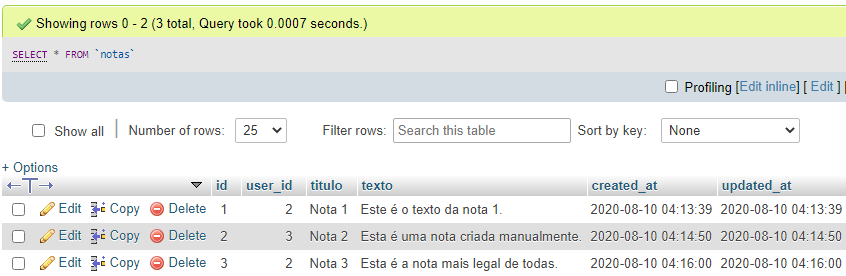 Showing rows 0 - 2 (3 total, Query took 0.0007 seconds.)
SELECT * FROM `notas`
Profiling [Edit inline] [ Edit ] [
Show all | Number of rows: 25 Filter rows: Search this table Sort by key: None
+ Options
←T→ id user_id titulo texto created_at updated_at
Edit Copy Delete 1 2 Nota 1 Este é o texto da nota 1. 2020-08-10 04:13:39 2020-08-10 04:13:39
Edit Copy Delete 2 3 Nota 2 Esta é uma nota criada manualmente. 2020-08-10 04:14:50 2020-08-10 04:14:50
Edit Copy Delete 3 2 Nota 3 Esta é a nota mais legal de todas. 2020-08-10 04:16:00 2020-08-10 04:16:00